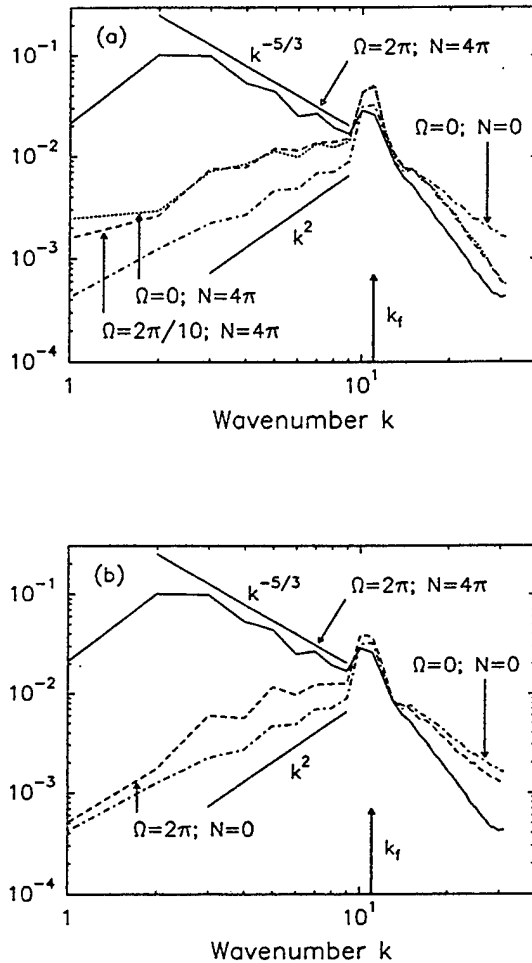 (a)
k^{-5/3}
Ω=2π; N=4π
Ω=0; N=0
k^2
Ω=0; N=4π
Ω=2π/10; N=4π
k_f
10^{-1}
10^{-2}
10^{-3}
10^{-4}
1
10^1
Wavenumber k
(b)
k^{-5/3}
Ω=2π; N=4π
Ω=0; N=0
k^2
Ω=2π; N=0
k_f
10^{-1}
10^{-2}
10^{-3}
10^{-4}
1
10^1
Wavenumber k